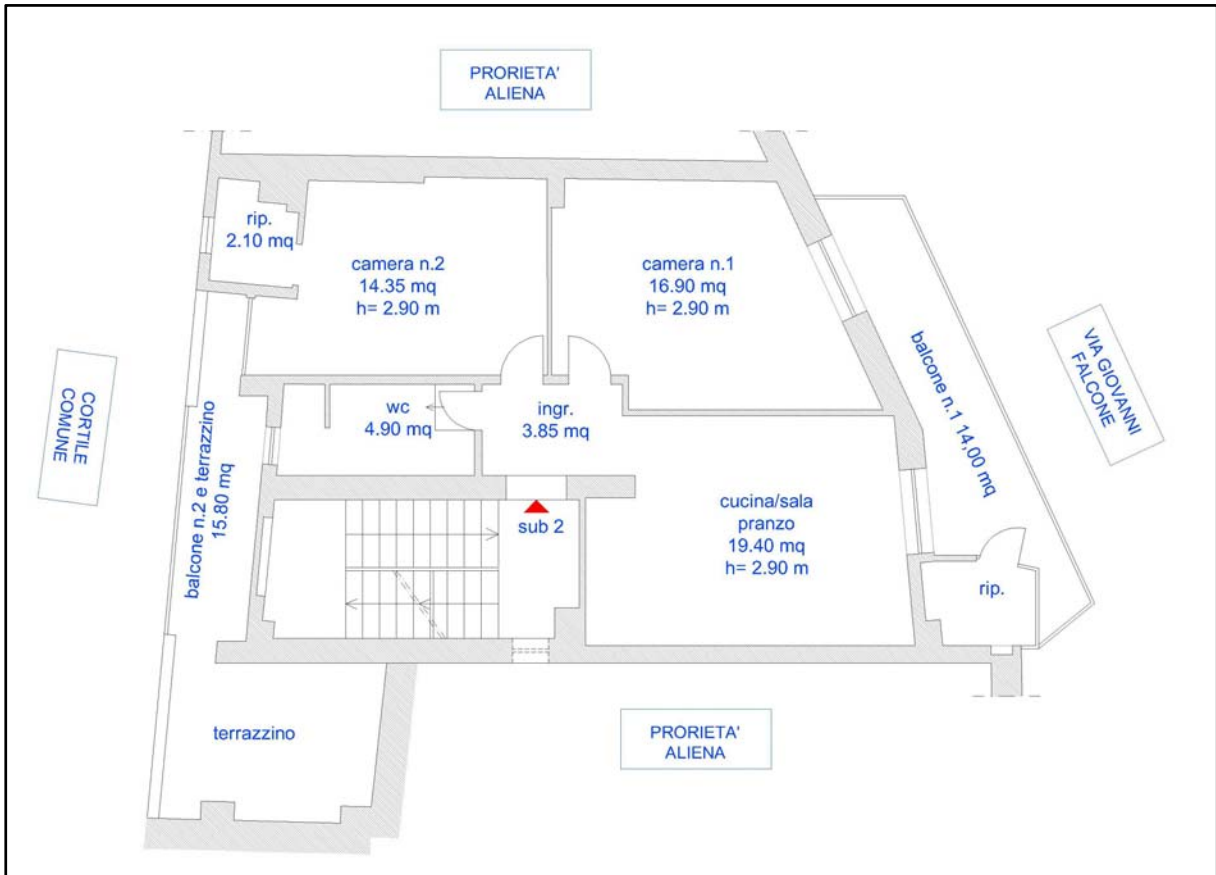 PRORIETA'
ALIENA
rip.
2.10 mq
camera n.2
14.35 mq
h= 2.90 m
camera n.1
16.90 mq
h= 2.90 m
balcone n.1 14,00 mq
VIA GIOVANNI
FALCONE
CORTILE
COMUNE
balcone n.2 e terrazzino
15.80 mq
wc
4.90 mq
ingr.
3.85 mq
sub 2
cucina/sala
pranzo
19.40 mq
h= 2.90 m
rip.
terrazzino
PRORIETA'
ALIENA